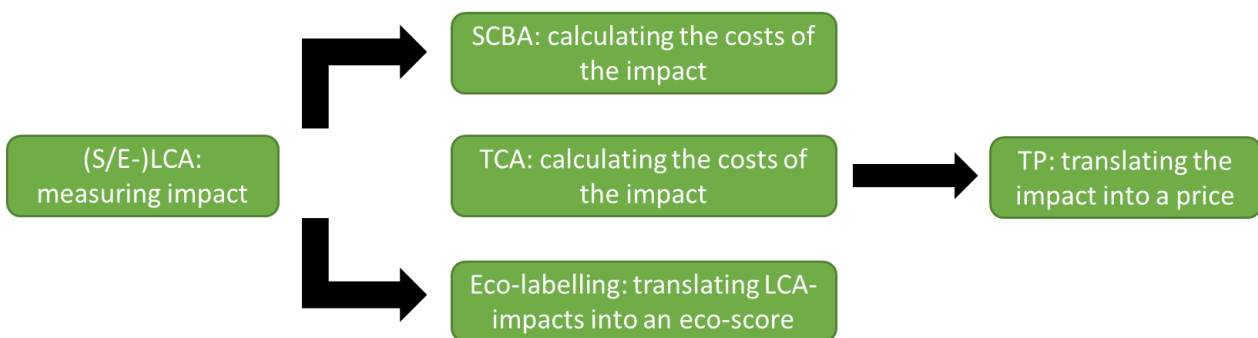 (S/E-)LCA:
measuring impact
SCBA: calculating the costs of
the impact
TCA: calculating the costs of
the impact
Eco-labelling: translating LCA-
impacts into an eco-score
TP: translating the
impact into a price